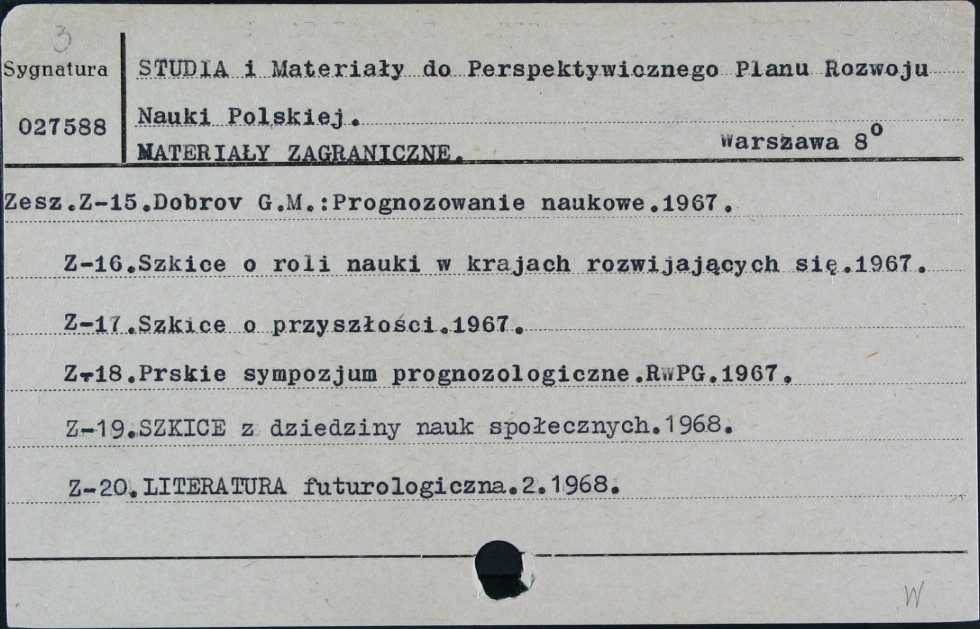 3
Sygnatura
027588
STUDIA i Materiały do Perspektywicznego Planu Rozwoju
Nauki Polskiej.
MATERIAŁY ZAGRANICZNE.
Warszawa 8⁰
Zesz.Z-15.Dobrov G.M.:Prognozowanie naukowe.1967.
Z-16.Szkice o roli nauki w krajach rozwijających się.1967.
Z-17.Szkice o przyszłości.1967.
Z-18.Prskie sympozjum prognozologiczne.RwPG.1967.
Z-19.SZKICE z dziedziny nauk społecznych.1968.
Z-20.LITERATURA futurologiczna.2.1968.
W